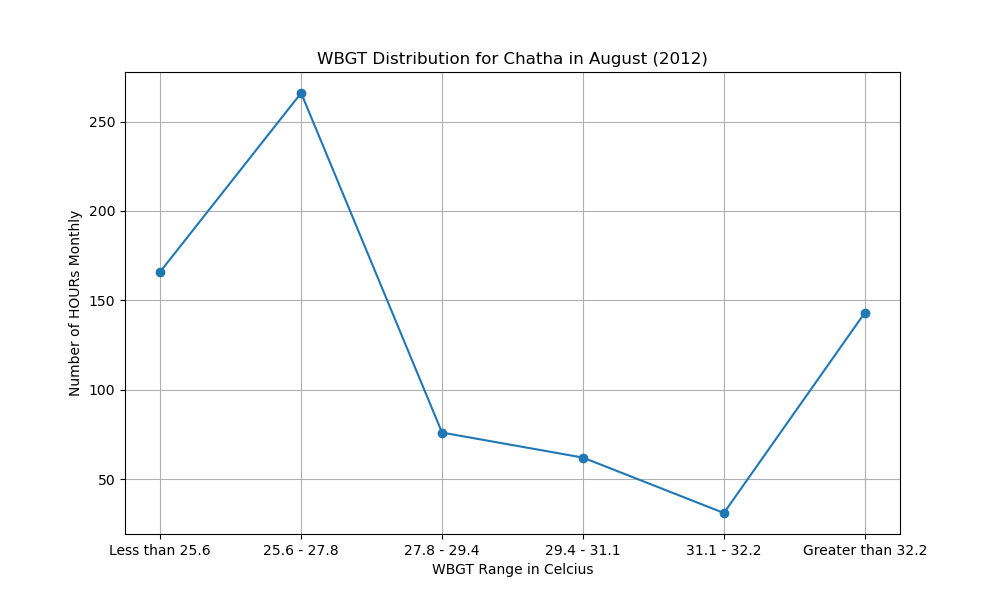 WBGT Distribution for Chatha in August (2012)
Number of HOURs Monthly
250
200
150
100
50
Less than 25.6
25.6 - 27.8
27.8 - 29.4
29.4 - 31.1
31.1 - 32.2
Greater than 32.2
WBGT Range in Celcius